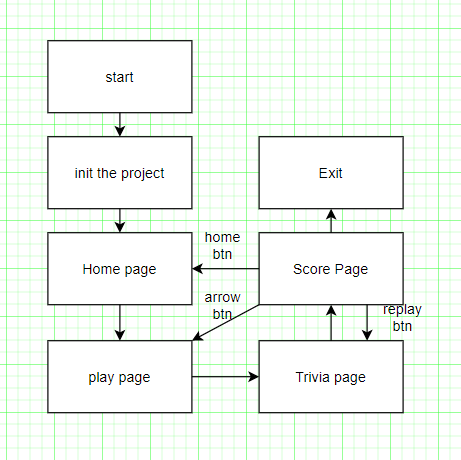 start
init the project
Exit
home
btn
Home page
Score Page
arrow
btn
replay
btn
play page
Trivia page